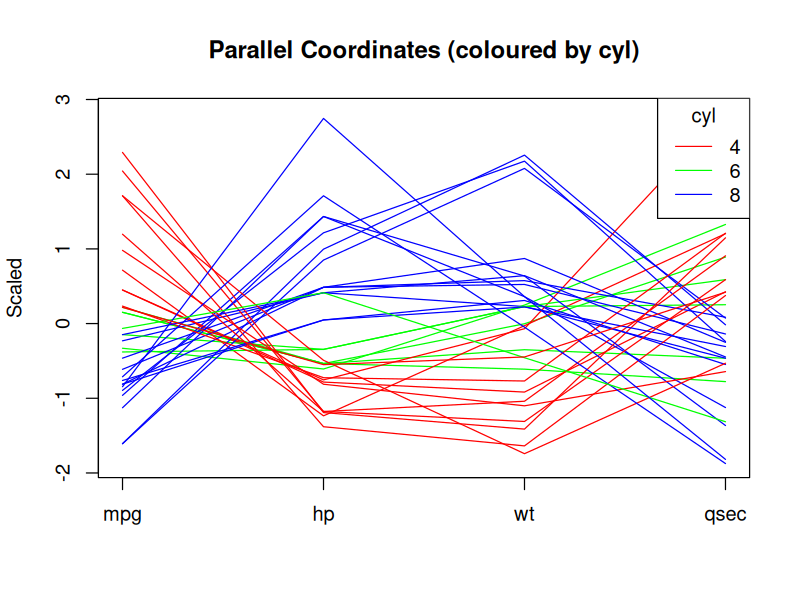 Parallel Coordinates (coloured by cyl)
Scaled
3
2
1
0
-1
-2
cyl
4
6
8
mpg
hp
wt
qsec